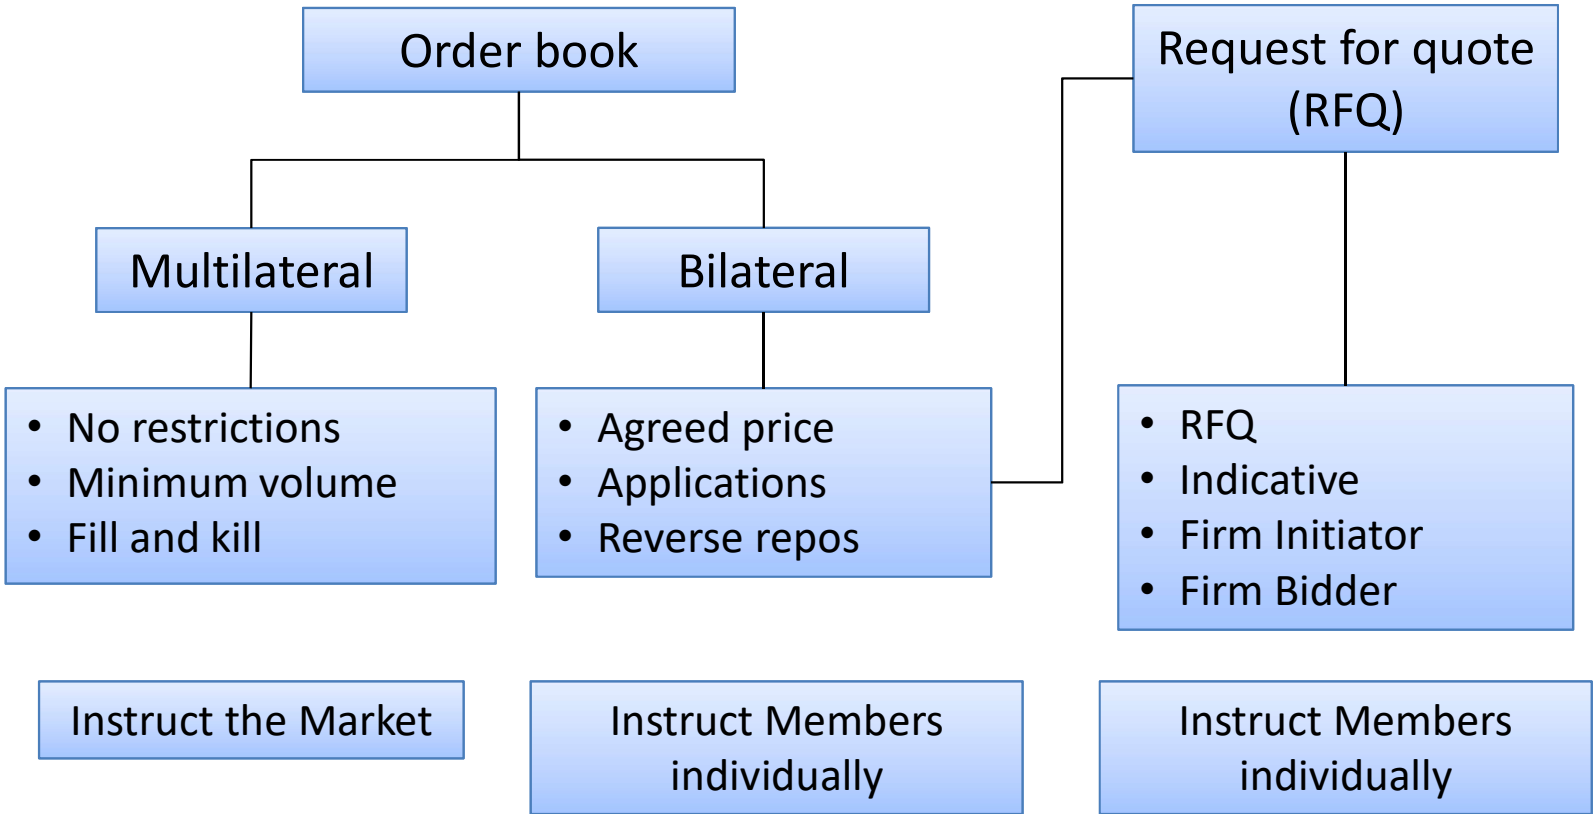 Order book
Request for quote
(RFQ)
Multilateral
Bilateral
• No restrictions
• Minimum volume
• Fill and kill
• Agreed price
• Applications
• Reverse repos
• RFQ
• Indicative
• Firm Initiator
• Firm Bidder
Instruct the Market
Instruct Members
individually
Instruct Members
individually